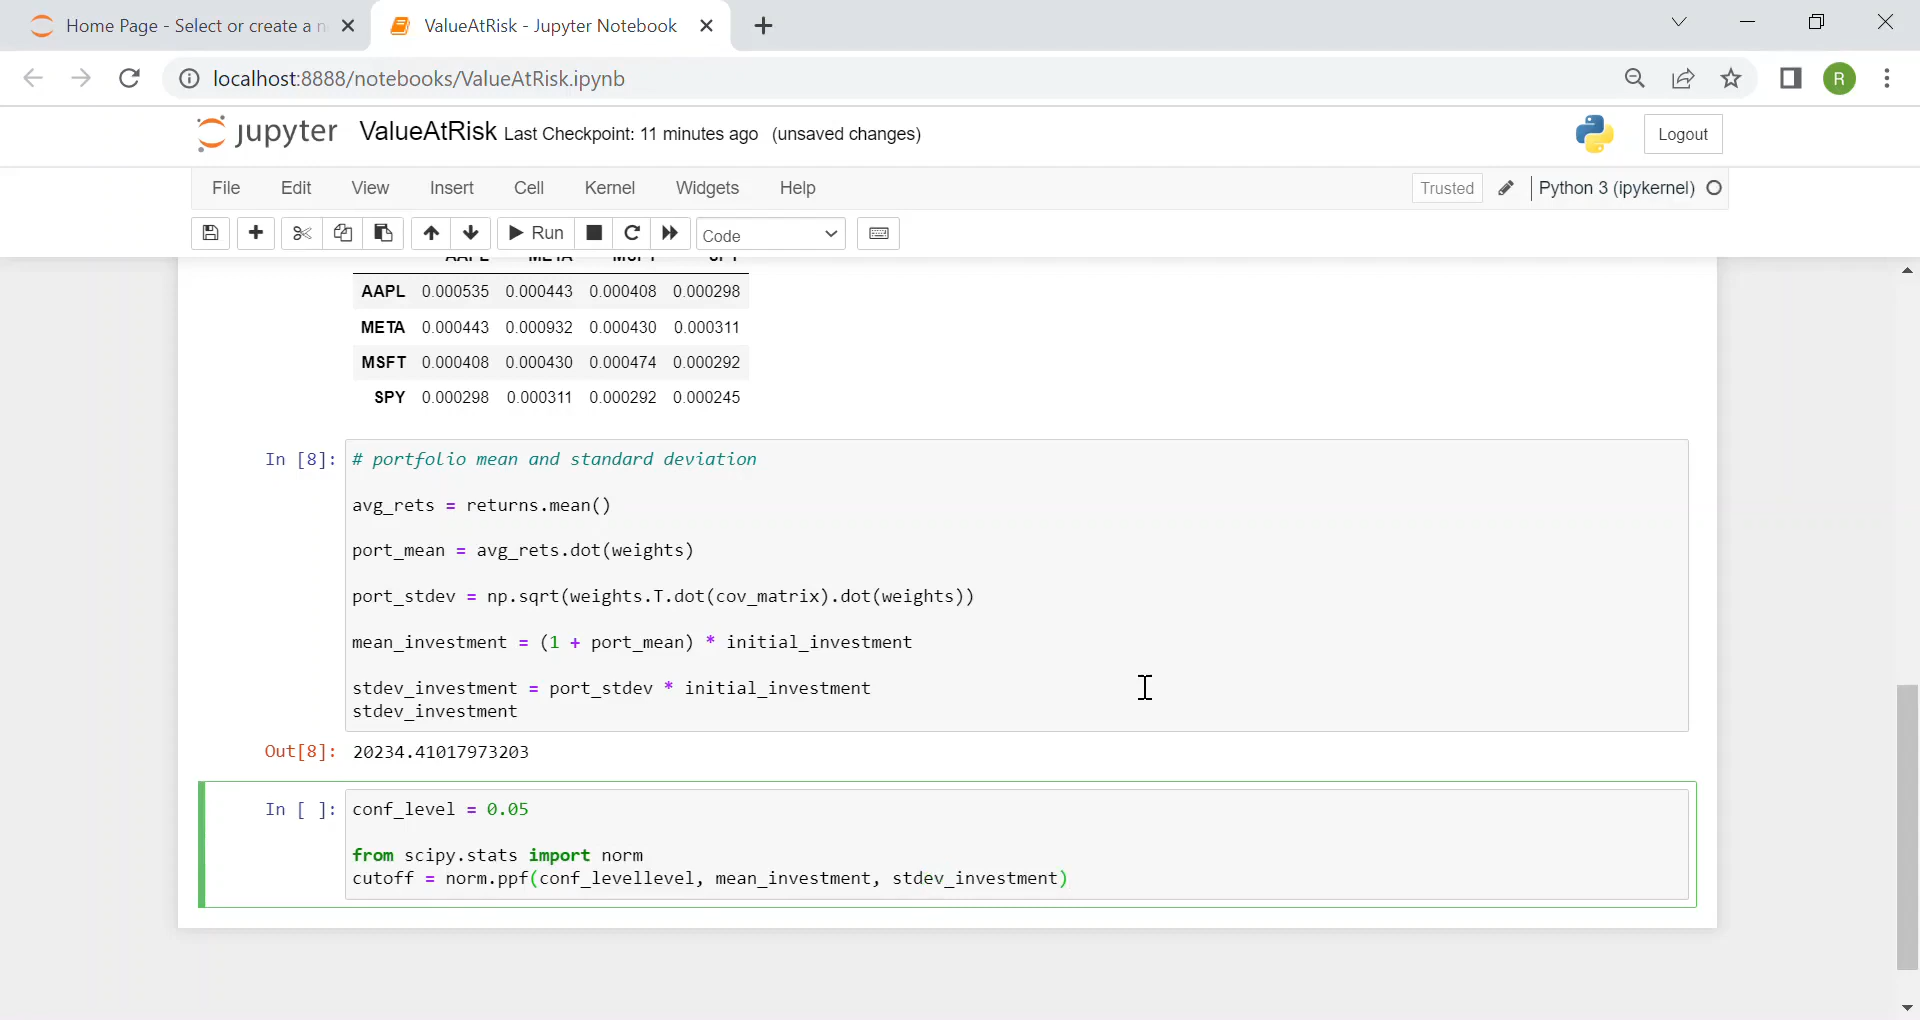 Home Page - Select or create a n
ValueAtRisk - Jupyter Notebook
localhost:8888/notebooks/ValueAtRisk.ipynb
R
jupyter ValueAtRisk Last Checkpoint: 11 minutes ago (unsaved changes)
Logout
File Edit View Insert Cell Kernel Widgets Help
Trusted
Python 3 (ipykernel)
Run
Code
AAPL META MSFT SPY
AAPL 0.000535 0.000443 0.000408 0.000298
META 0.000443 0.000932 0.000430 0.000311
MSFT 0.000408 0.000430 0.000474 0.000292
SPY 0.000298 0.000311 0.000292 0.000245
In [8]: # portfolio mean and standard deviation
avg_rets = returns.mean()
port_mean = avg_rets.dot(weights)
port_stdev = np.sqrt(weights.T.dot(cov_matrix).dot(weights))
mean_investment = (1 + port_mean) * initial_investment
stdev_investment = port_stdev * initial_investment
stdev_investment
Out[8]: 20234.41017973203
In [ ]: conf_level = 0.05
from scipy.stats import norm
cutoff = norm.ppf(conf_levellevel, mean_investment, stdev_investment)